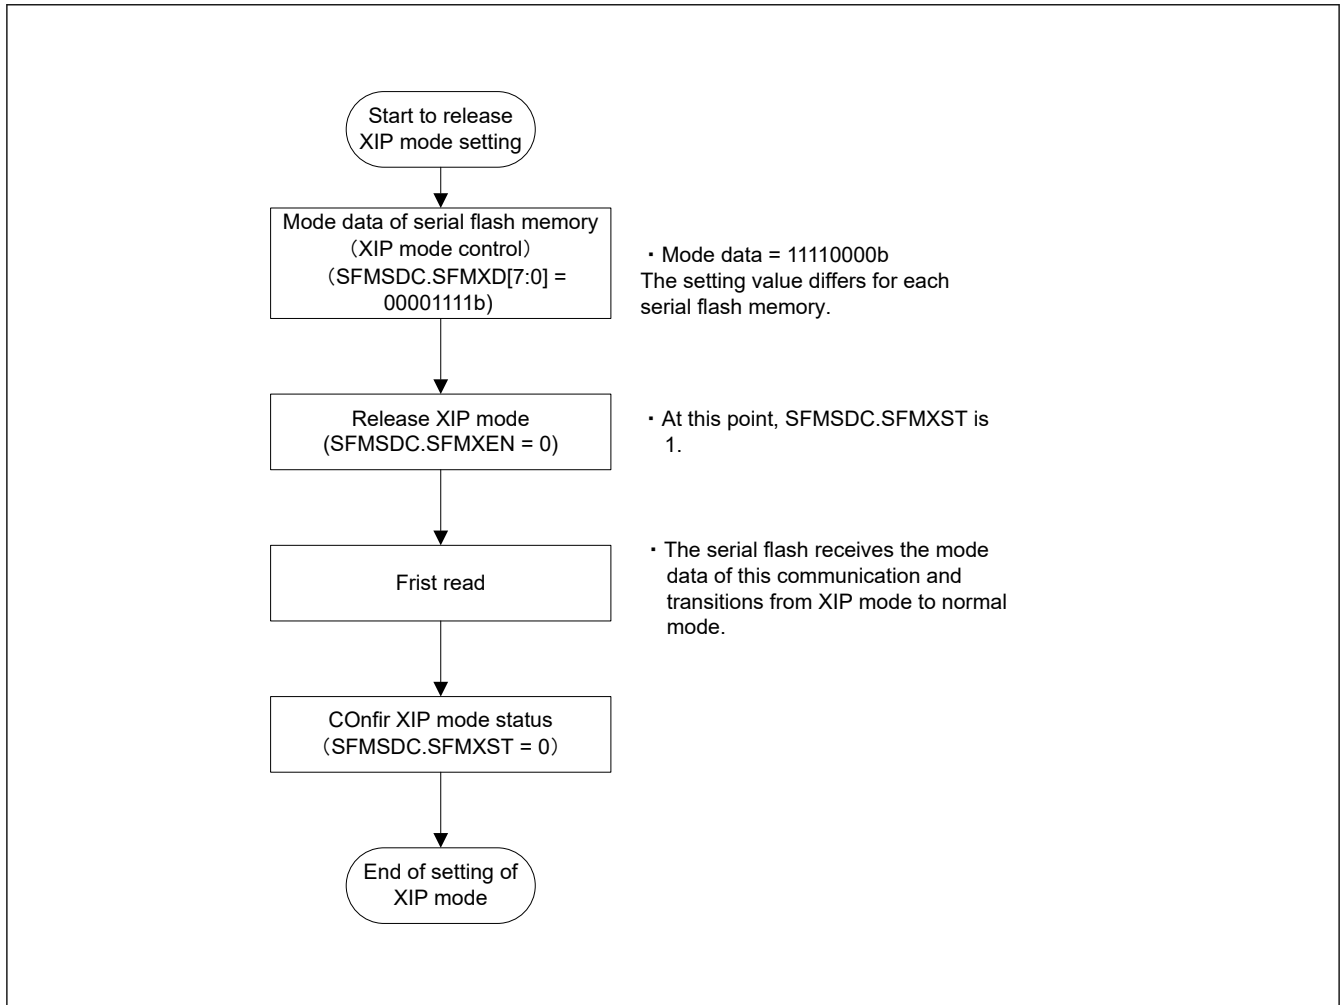 Start to release
XIP mode setting
Mode data of serial flash memory
（XIP mode control）
（SFMSDC.SFMXD[7:0] =
00001111b)
・Mode data = 11110000b
The setting value differs for each
serial flash memory.
Release XIP mode
(SFMSDC.SFMXEN = 0)
・At this point, SFMSDC.SFMXST is
1.
Frist read
・The serial flash receives the mode
data of this communication and
transitions from XIP mode to normal
mode.
COnfir XIP mode status
（SFMSDC.SFMXST = 0）
End of setting of
XIP mode